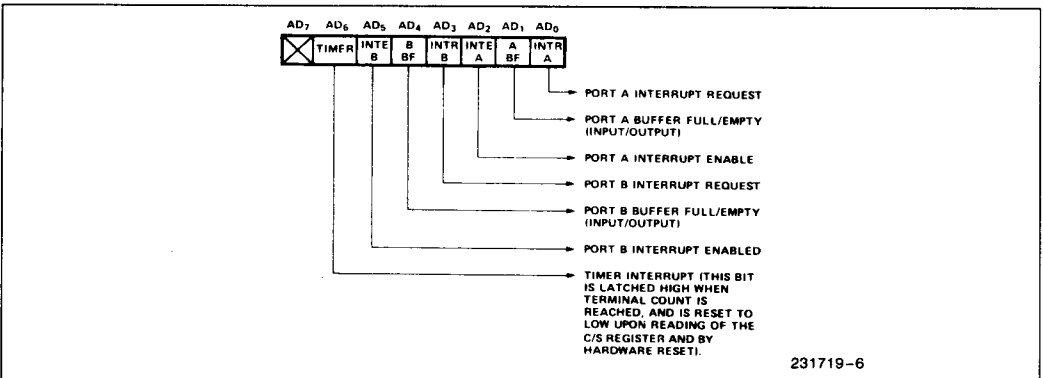 AD7 AD6 AD5 AD4 AD3 AD2 AD1 AD0
TIMER INTE B B BF INTR B INTE A A BF INTR A
PORT A INTERRUPT REQUEST
PORT A BUFFER FULL/EMPTY
(INPUT/OUTPUT)
PORT A INTERRUPT ENABLE
PORT B INTERRUPT REQUEST
PORT B BUFFER FULL/EMPTY
(INPUT/OUTPUT)
PORT B INTERRUPT ENABLED
TIMER INTERRUPT (THIS BIT
IS LATCHED HIGH WHEN
TERMINAL COUNT IS
REACHED, AND IS RESET TO
LOW UPON READING OF THE
C/S REGISTER AND BY
HARDWARE RESET).
231719-6